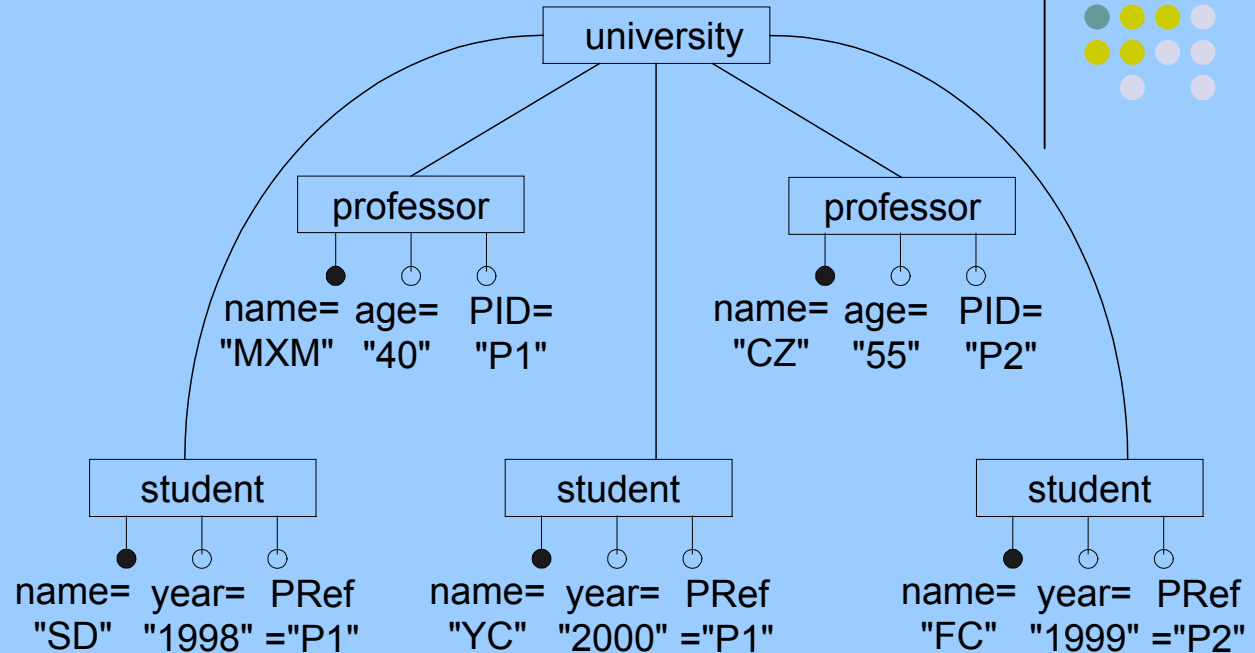 university
professor
professor
name= age= PID=
"MXM" "40" "P1"
name= age= PID=
"CZ" "55" "P2"
student
student
student
name= year= PRef
"SD" "1998" ="P1"
name= year= PRef
"YC" "2000" ="P1"
name= year= PRef
"FC" "1999" ="P2"